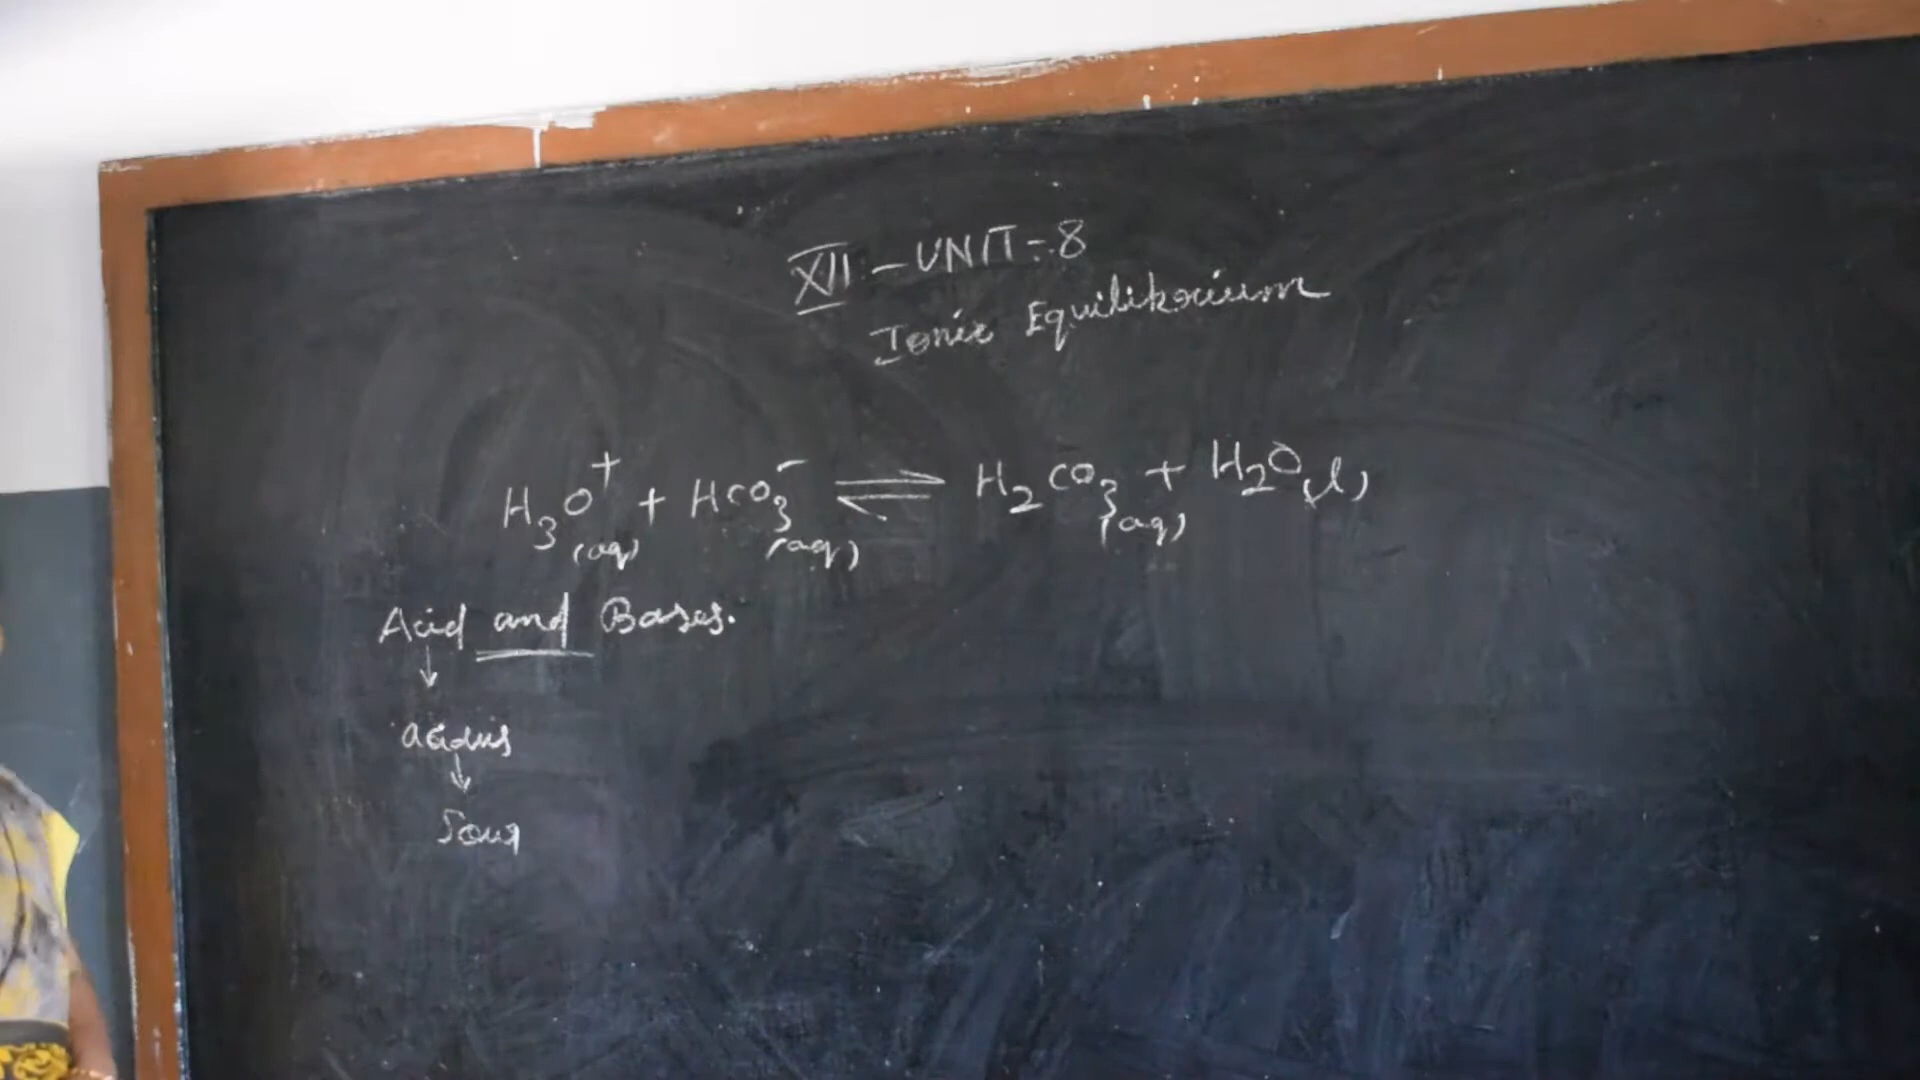 XII - UNIT-8
Ionic Equilibrium
H₃O⁺(aq) + HCO₃⁻(aq) ⇌ H₂CO₃(aq) + H₂O(l)
Acid and Bases.
↓
acidus
↓
Sour